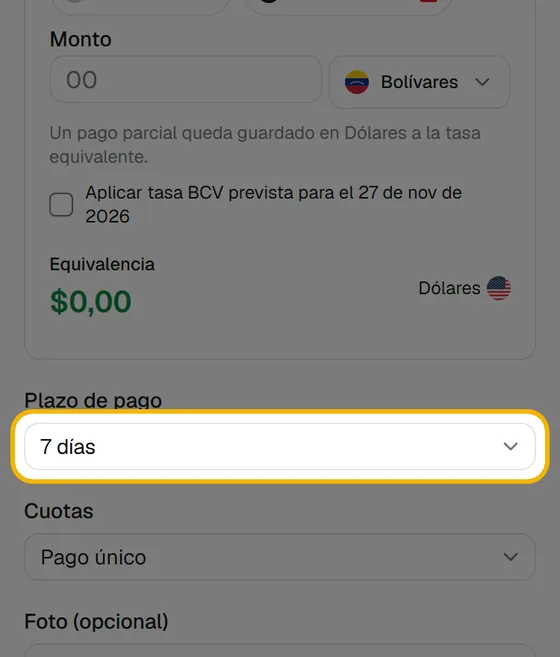 Monto
00
Bolívares
Un pago parcial queda guardado en Dólares a la tasa
equivalente.
Aplicar tasa BCV prevista para el 27 de nov de
2026
Equivalencia
$0,00
Dólares
Plazo de pago
7 días
Cuotas
Pago único
Foto (opcional)